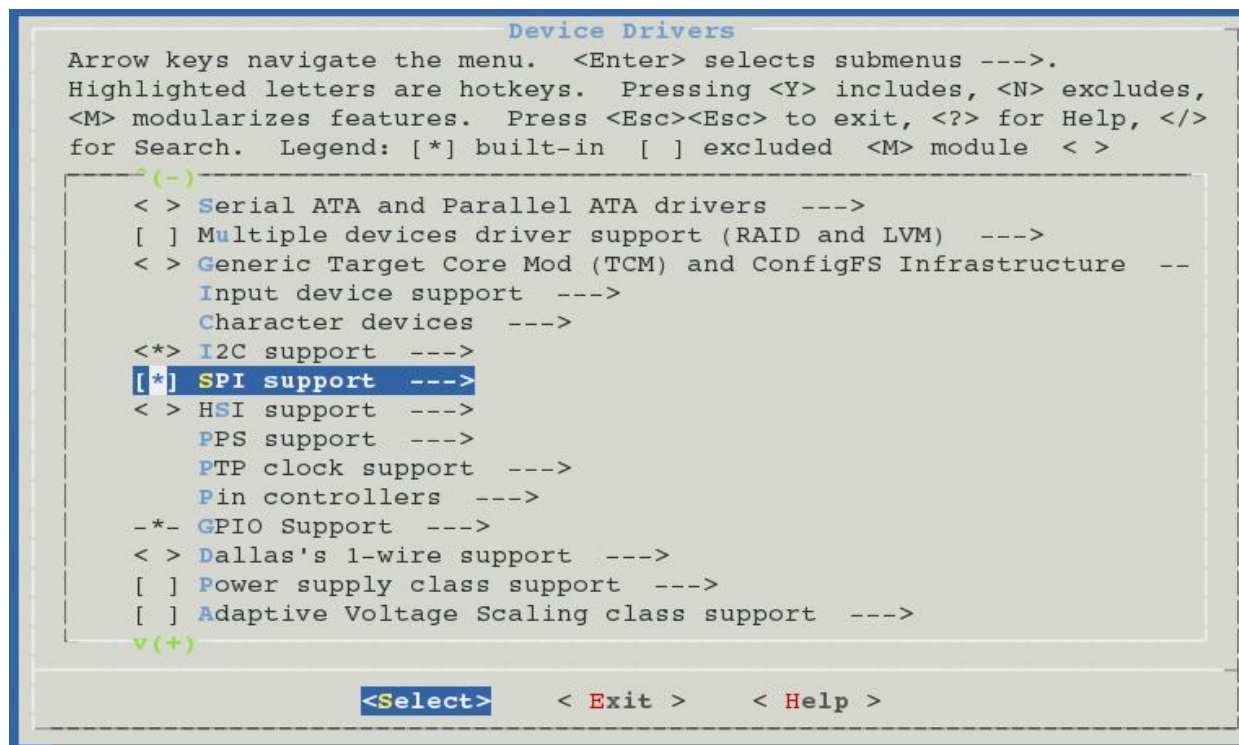 Device Drivers
Arrow keys navigate the menu.  <Enter> selects submenus --->.
Highlighted letters are hotkeys.  Pressing <Y> includes, <N> excludes,
<M> modularizes features.  Press <Esc><Esc> to exit, <?> for Help, </>
for Search.  Legend: [*] built-in  [ ] excluded  <M> module  < >
^(-)
< > Serial ATA and Parallel ATA drivers  --->
[ ] Multiple devices driver support (RAID and LVM)  --->
< > Generic Target Core Mod (TCM) and ConfigFS Infrastructure  --
Input device support  --->
Character devices  --->
<*> I2C support  --->
[*] SPI support  --->
< > HSI support  --->
PPS support  --->
PTP clock support  --->
Pin controllers  --->
-*- GPIO Support  --->
< > Dallas's 1-wire support  --->
[ ] Power supply class support  --->
[ ] Adaptive Voltage Scaling class support  --->
v(+)
<Select>    < Exit >    < Help >